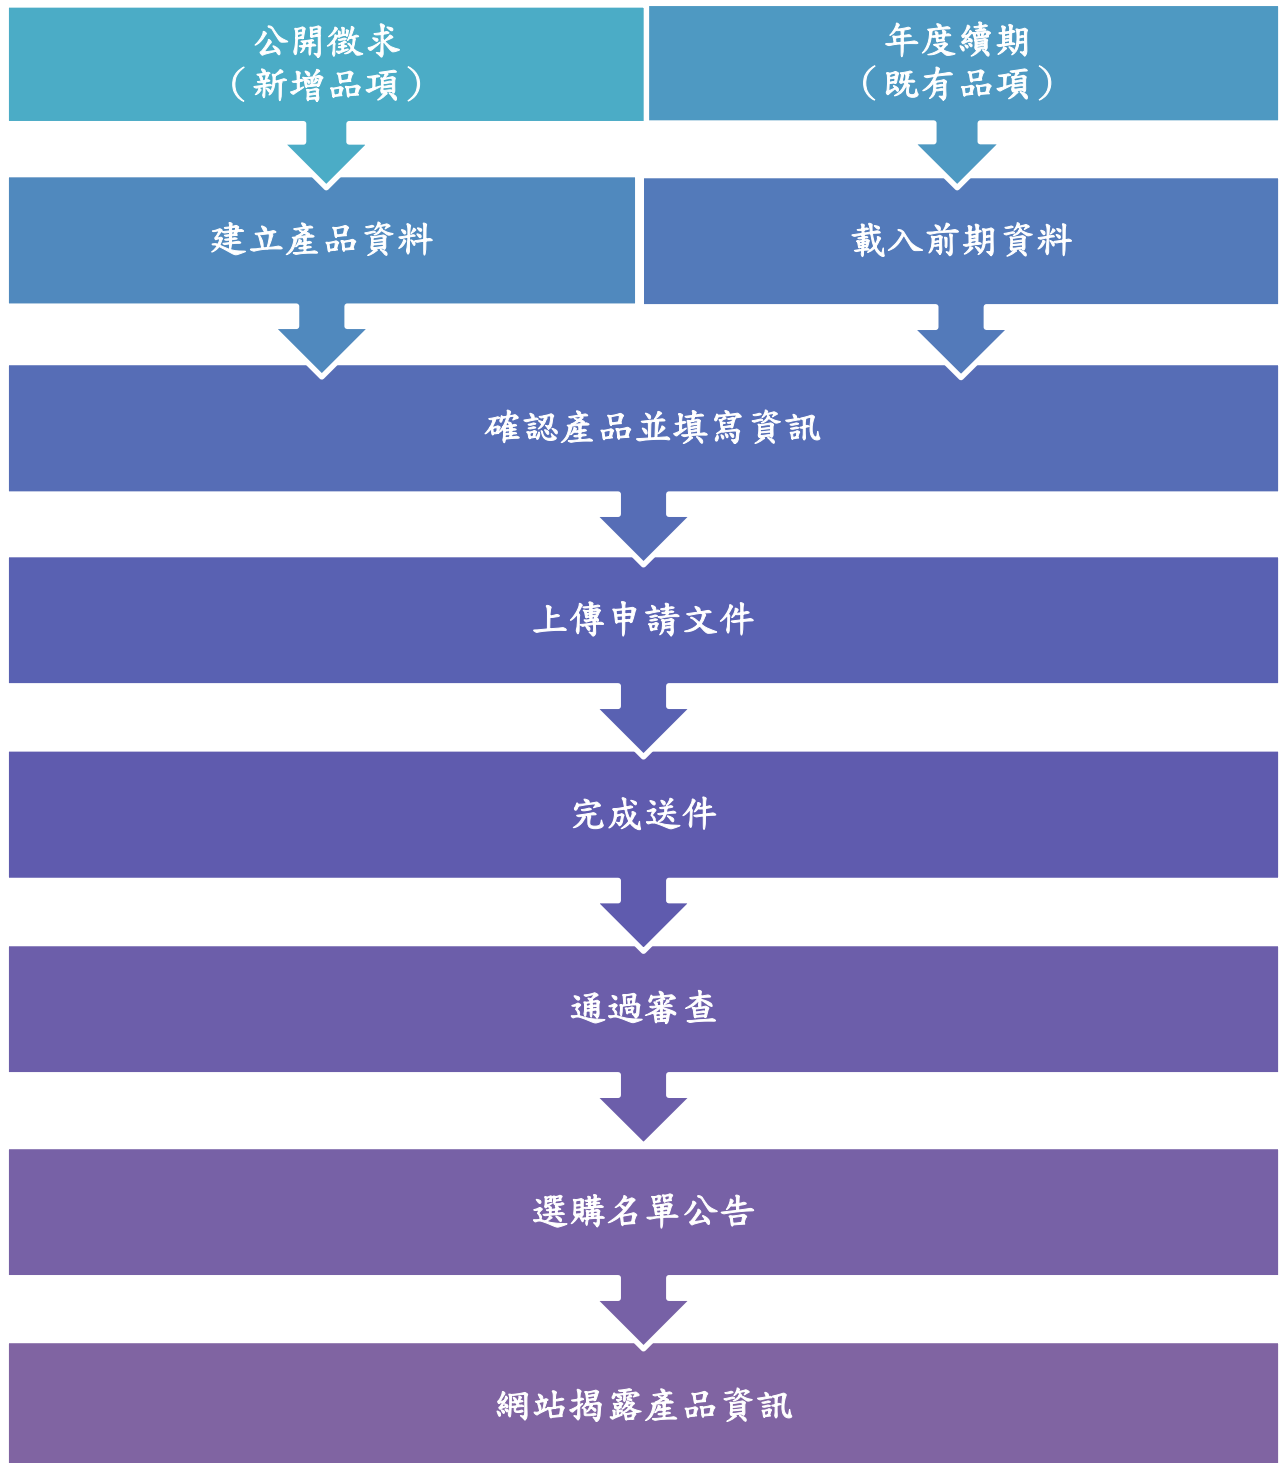 公開徵求
（新增品項）
年度續期
（既有品項）
建立產品資料
載入前期資料
確認產品並填寫資訊
上傳申請文件
完成送件
通過審查
選購名單公告
網站揭露產品資訊